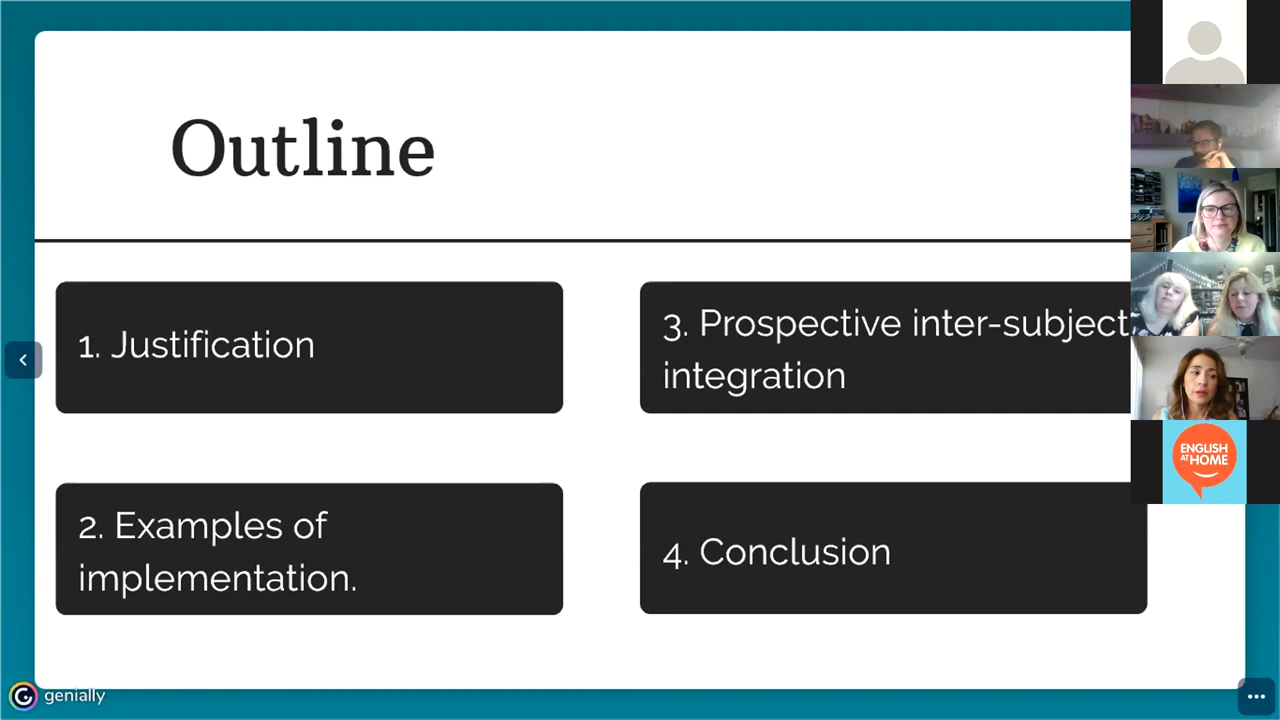 Outline
1. Justification
2. Examples of
implementation.
3. Prospective inter-subject
integration
4. Conclusion
ENGLISH
AT HOME
genially